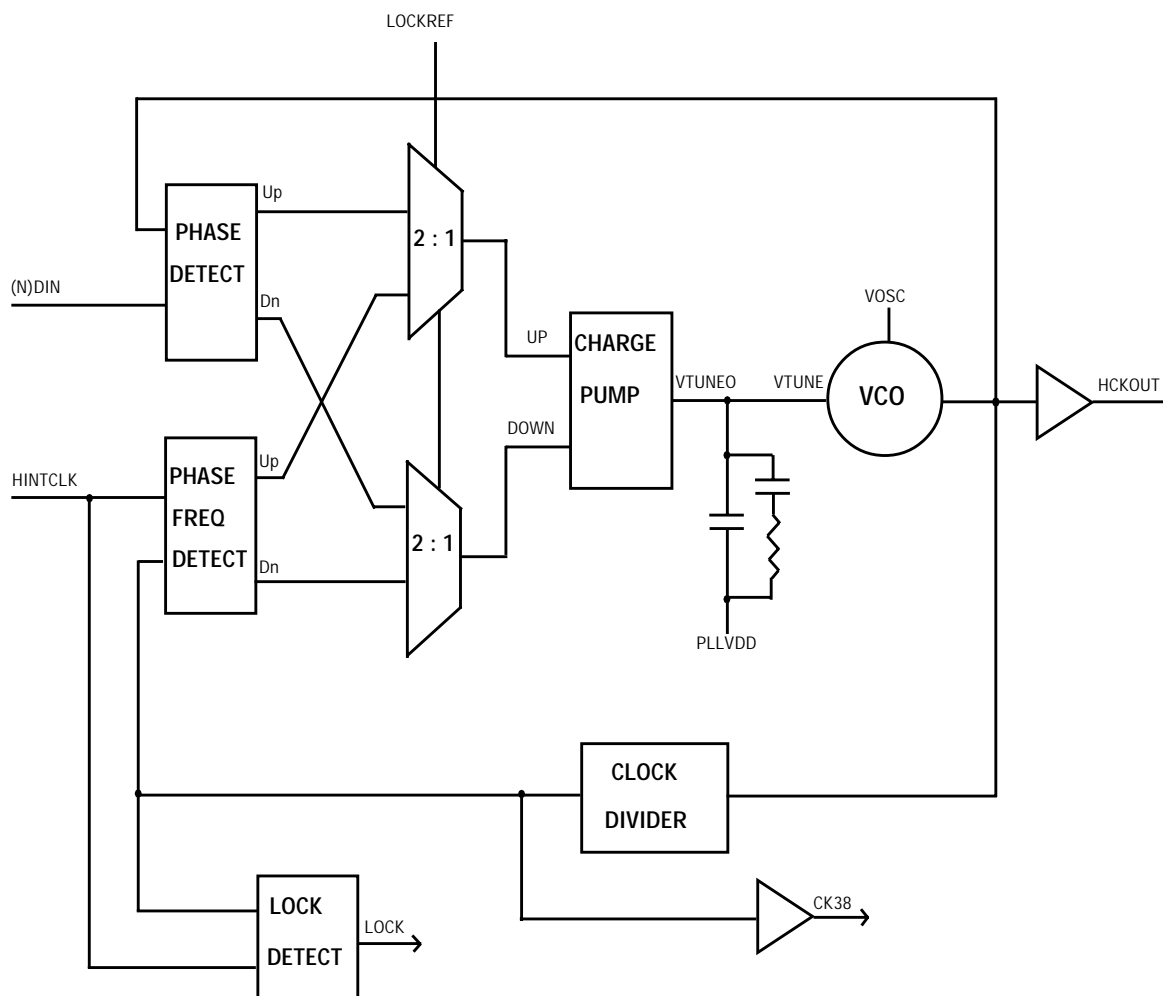 LOCKREF
Up
PHASE
DETECT
2 : 1
(N)DIN
Dn
VOSC
UP
CHARGE
PUMP
VTUNEO
VTUNE
VCO
HCKOUT
DOWN
HINTCLK
PHASE
FREQ
DETECT
Up
Dn
2 : 1
PLLVDD
CLOCK
DIVIDER
LOCK
DETECT
LOCK
CK38